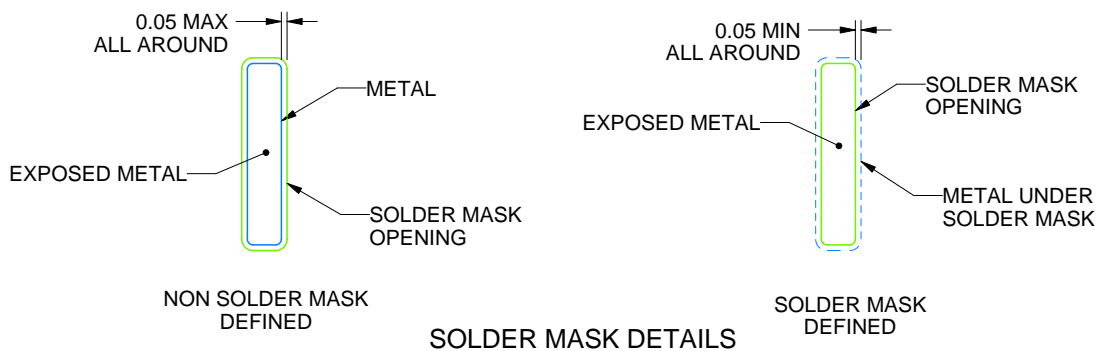 0.05 MAX
ALL AROUND
METAL
EXPOSED METAL
SOLDER MASK
OPENING
NON SOLDER MASK
DEFINED
0.05 MIN
ALL AROUND
SOLDER MASK
OPENING
EXPOSED METAL
METAL UNDER
SOLDER MASK
SOLDER MASK
DEFINED
SOLDER MASK DETAILS